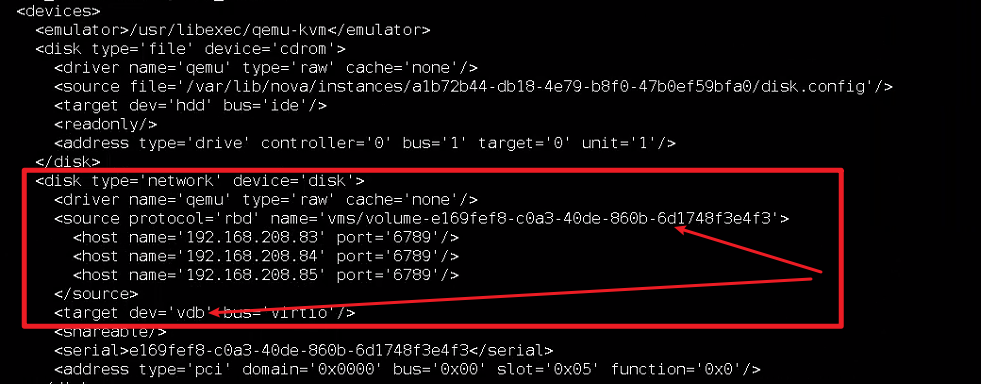 <devices>
<emulator>/usr/libexec/qemu-kvm</emulator>
<disk type='file' device='cdrom'>
<driver name='qemu' type='raw' cache='none'/>
<source file='/var/lib/nova/instances/a1b72b44-db18-4e79-b8f0-47b0ef59bfa0/disk.config'/>
<target dev='hdd' bus='ide'/>
<readonly/>
<address type='drive' controller='0' bus='1' target='0' unit='1'/>
</disk>
<disk type='network' device='disk'>
<driver name='qemu' type='raw' cache='none'/>
<source protocol='rbd' name='vms/volume-e169fef8-c0a3-40de-860b-6d1748f3e4f3'>
<host name='192.168.208.83' port='6789'/>
<host name='192.168.208.84' port='6789'/>
<host name='192.168.208.85' port='6789'/>
</source>
<target dev='vdb' bus='virtio'/>
<shareable/>
<serial>e169fef8-c0a3-40de-860b-6d1748f3e4f3</serial>
<address type='pci' domain='0x0000' bus='0x00' slot='0x05' function='0x0'/>